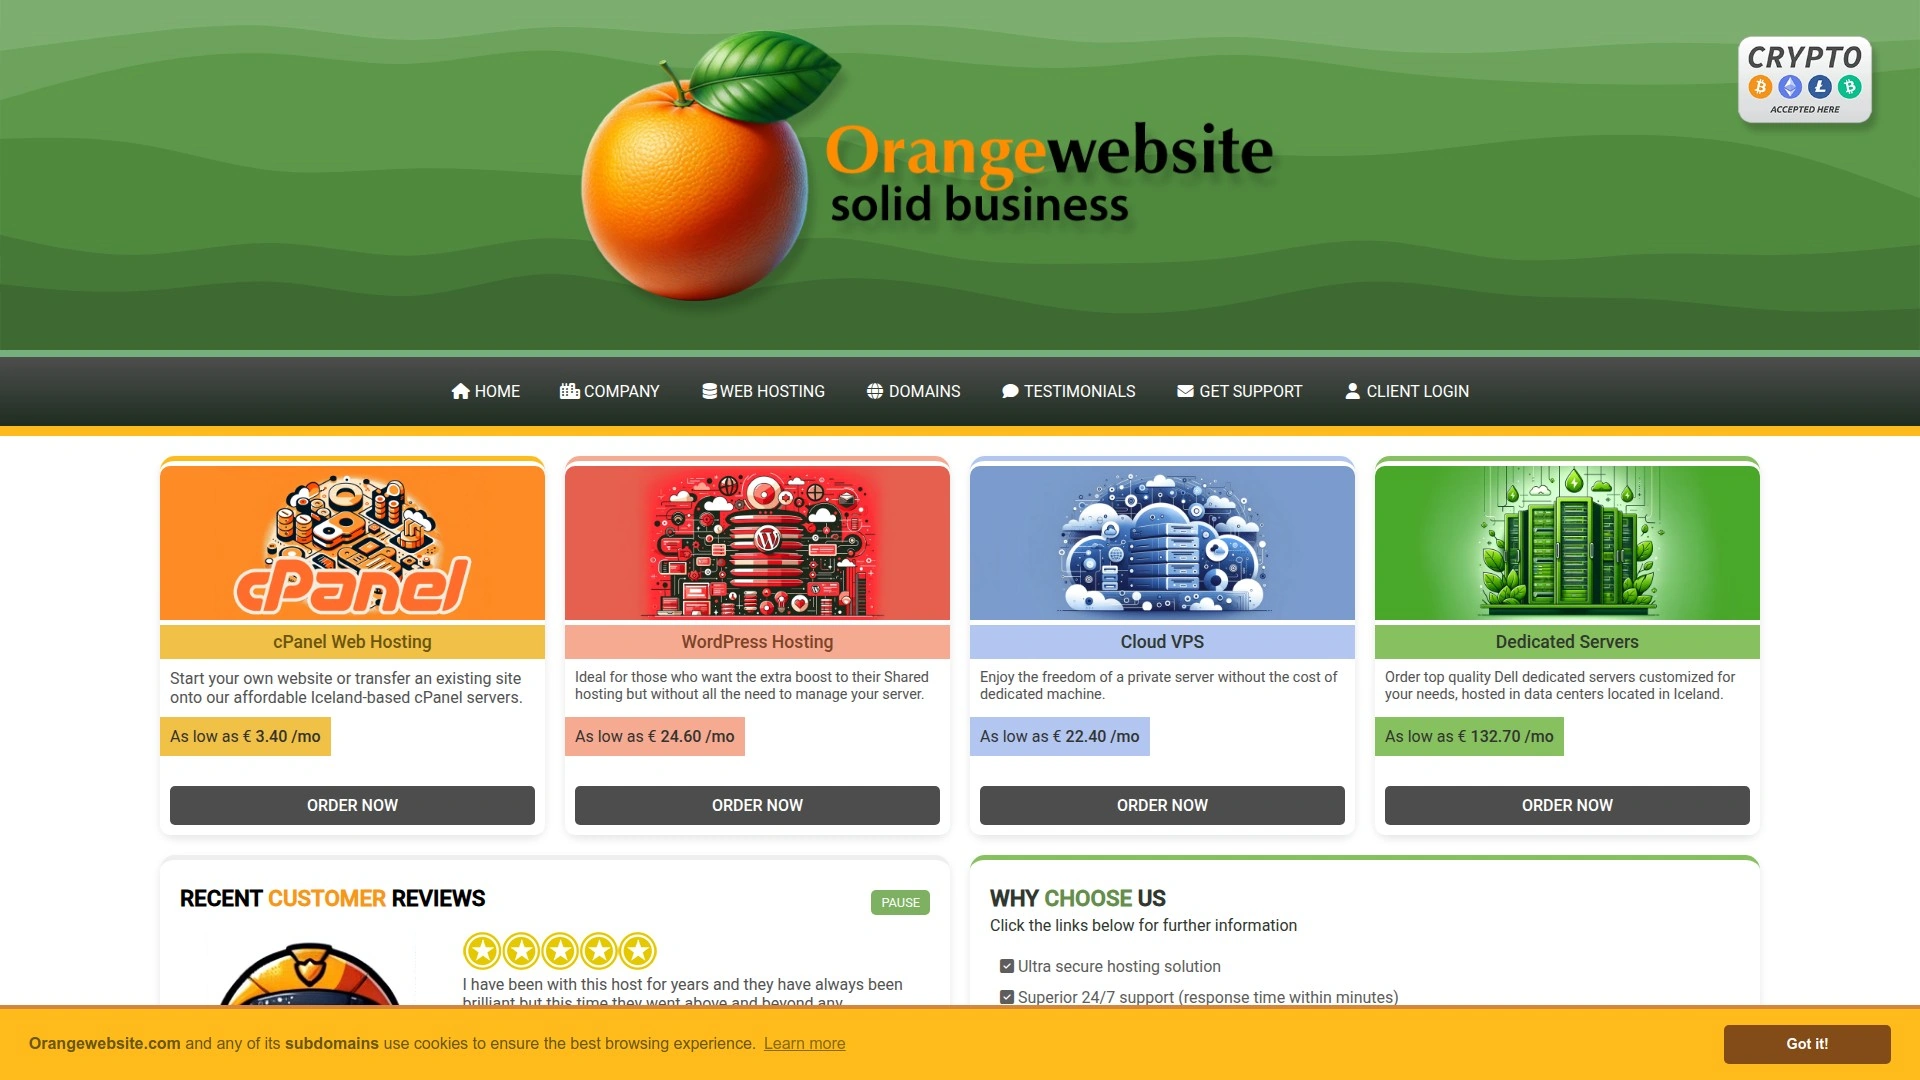 CRYPTO
ACCEPTED HERE
Orangewebsite
solid business
HOME
COMPANY
WEB HOSTING
DOMAINS
TESTIMONIALS
GET SUPPORT
CLIENT LOGIN
cPanel
cPanel Web Hosting
Start your own website or transfer an existing site
onto our affordable Iceland-based cPanel servers.
As low as € 3.40 /mo
ORDER NOW
WordPress Hosting
Ideal for those who want the extra boost to their Shared
hosting but without all the need to manage your server.
As low as € 24.60 /mo
ORDER NOW
Cloud VPS
Enjoy the freedom of a private server without the cost of
dedicated machine.
As low as € 22.40 /mo
ORDER NOW
Dedicated Servers
Order top quality Dell dedicated servers customized for
your needs, hosted in data centers located in Iceland.
As low as € 132.70 /mo
ORDER NOW
RECENT CUSTOMER REVIEWS
PAUSE
I have been with this host for years and they have always been
brilliant but this time they went above and beyond any
WHY CHOOSE US
Click the links below for further information
Ultra secure hosting solution
Superior 24/7 support (response time within minutes)
Orangewebsite.com and any of its subdomains use cookies to ensure the best browsing experience. Learn more
Got it!